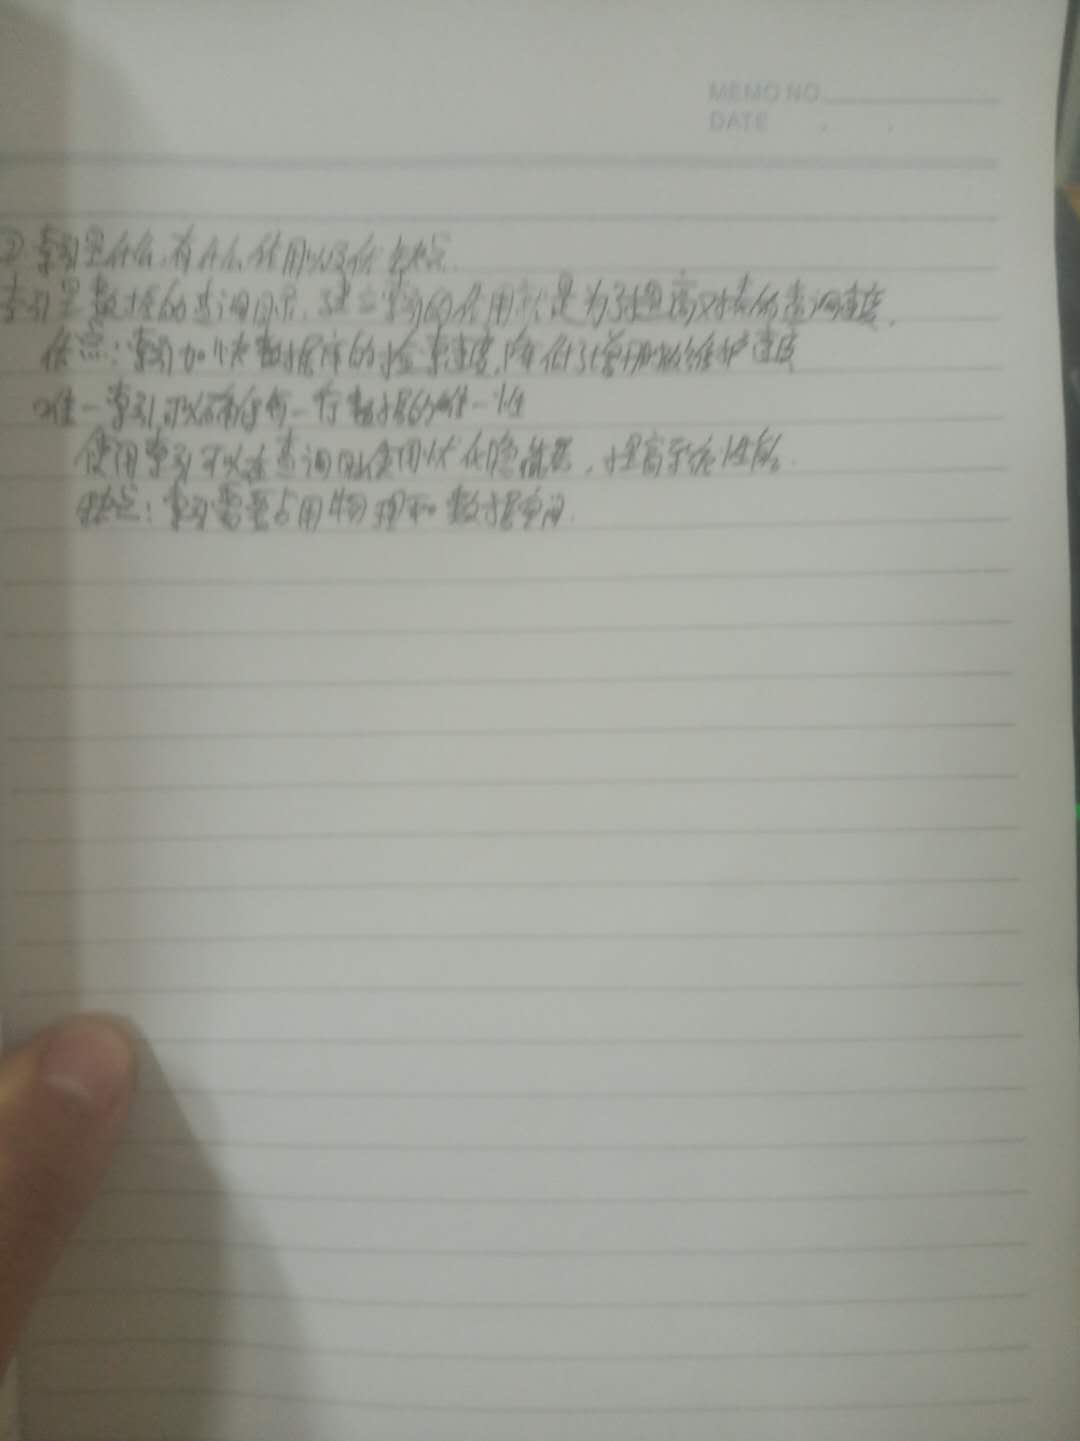 MEMO NO
DATE
② 索引是什么.有什么作用以及优缺点.
索引是数据的查询目录.建立索引的作用就是为了提高对表的查询速度.
优点:索引加快数据库的检索速度.降低了增删改维护速度
唯一索引,可以确保每一行数据的唯一性
使用索引可以在查询时使用优化隐藏器,提高系统性能.
缺点:索引需要占用物理和数据空间.